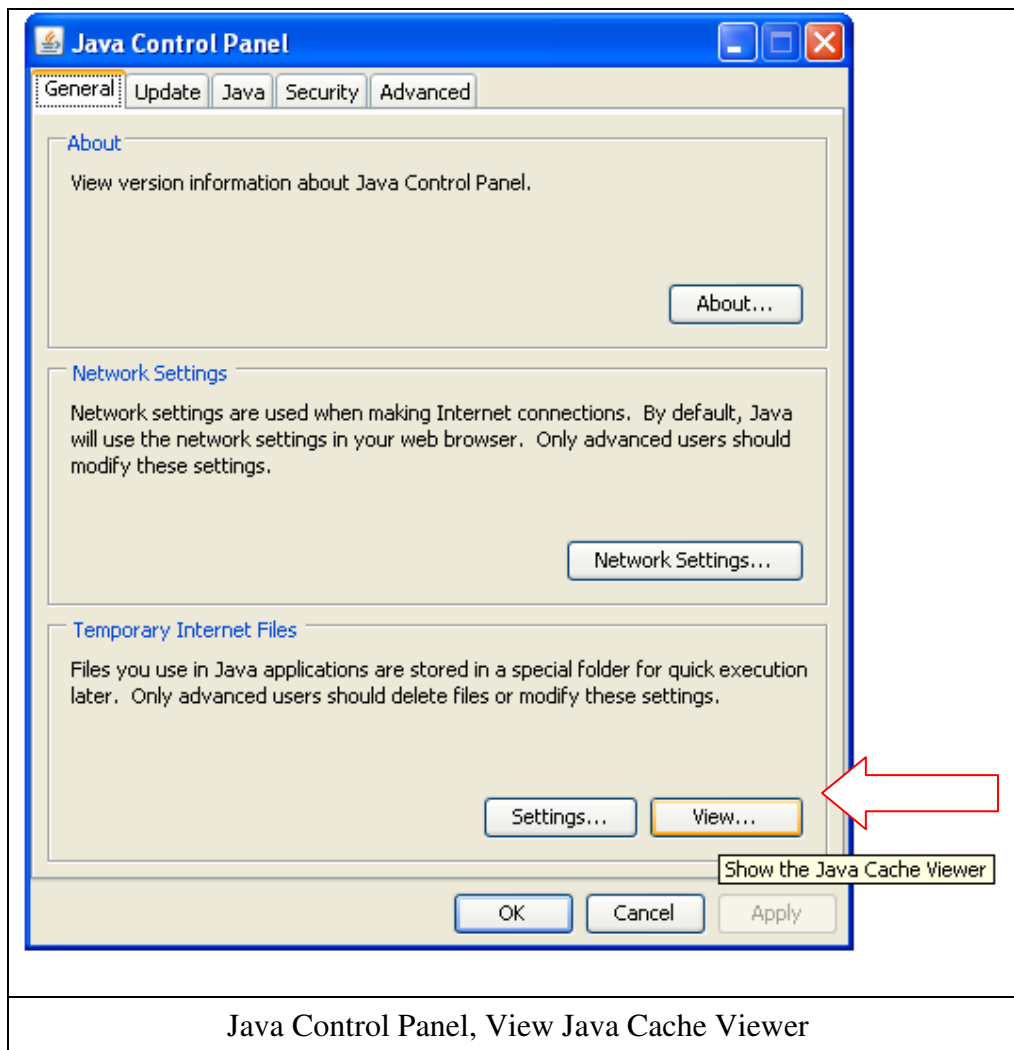 Java Control Panel
General Update Java Security Advanced
About
View version information about Java Control Panel.
About...
Network Settings
Network settings are used when making Internet connections. By default, Java
will use the network settings in your web browser. Only advanced users should
modify these settings.
Network Settings...
Temporary Internet Files
Files you use in Java applications are stored in a special folder for quick execution
later. Only advanced users should delete files or modify these settings.
Settings... View...
Show the Java Cache Viewer
OK Cancel Apply
Java Control Panel, View Java Cache Viewer